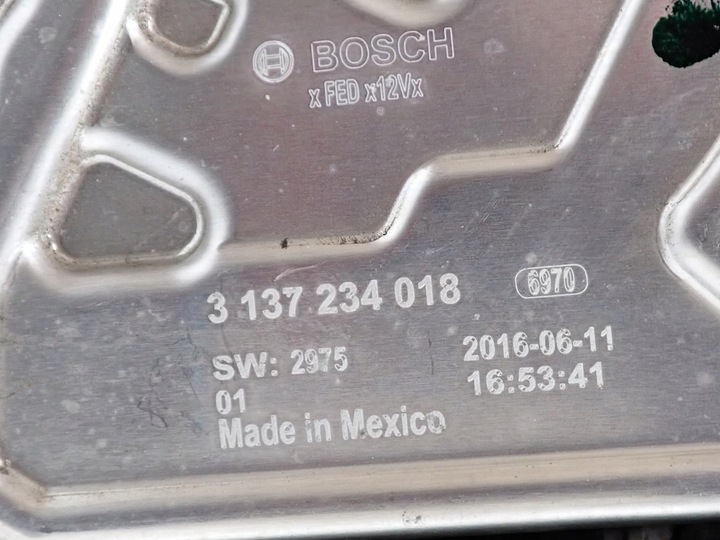 BOSCH
x FED x12Vx
3 137 234 018 6970
SW: 2975 2016-06-11
01 16:53:41
Made in Mexico